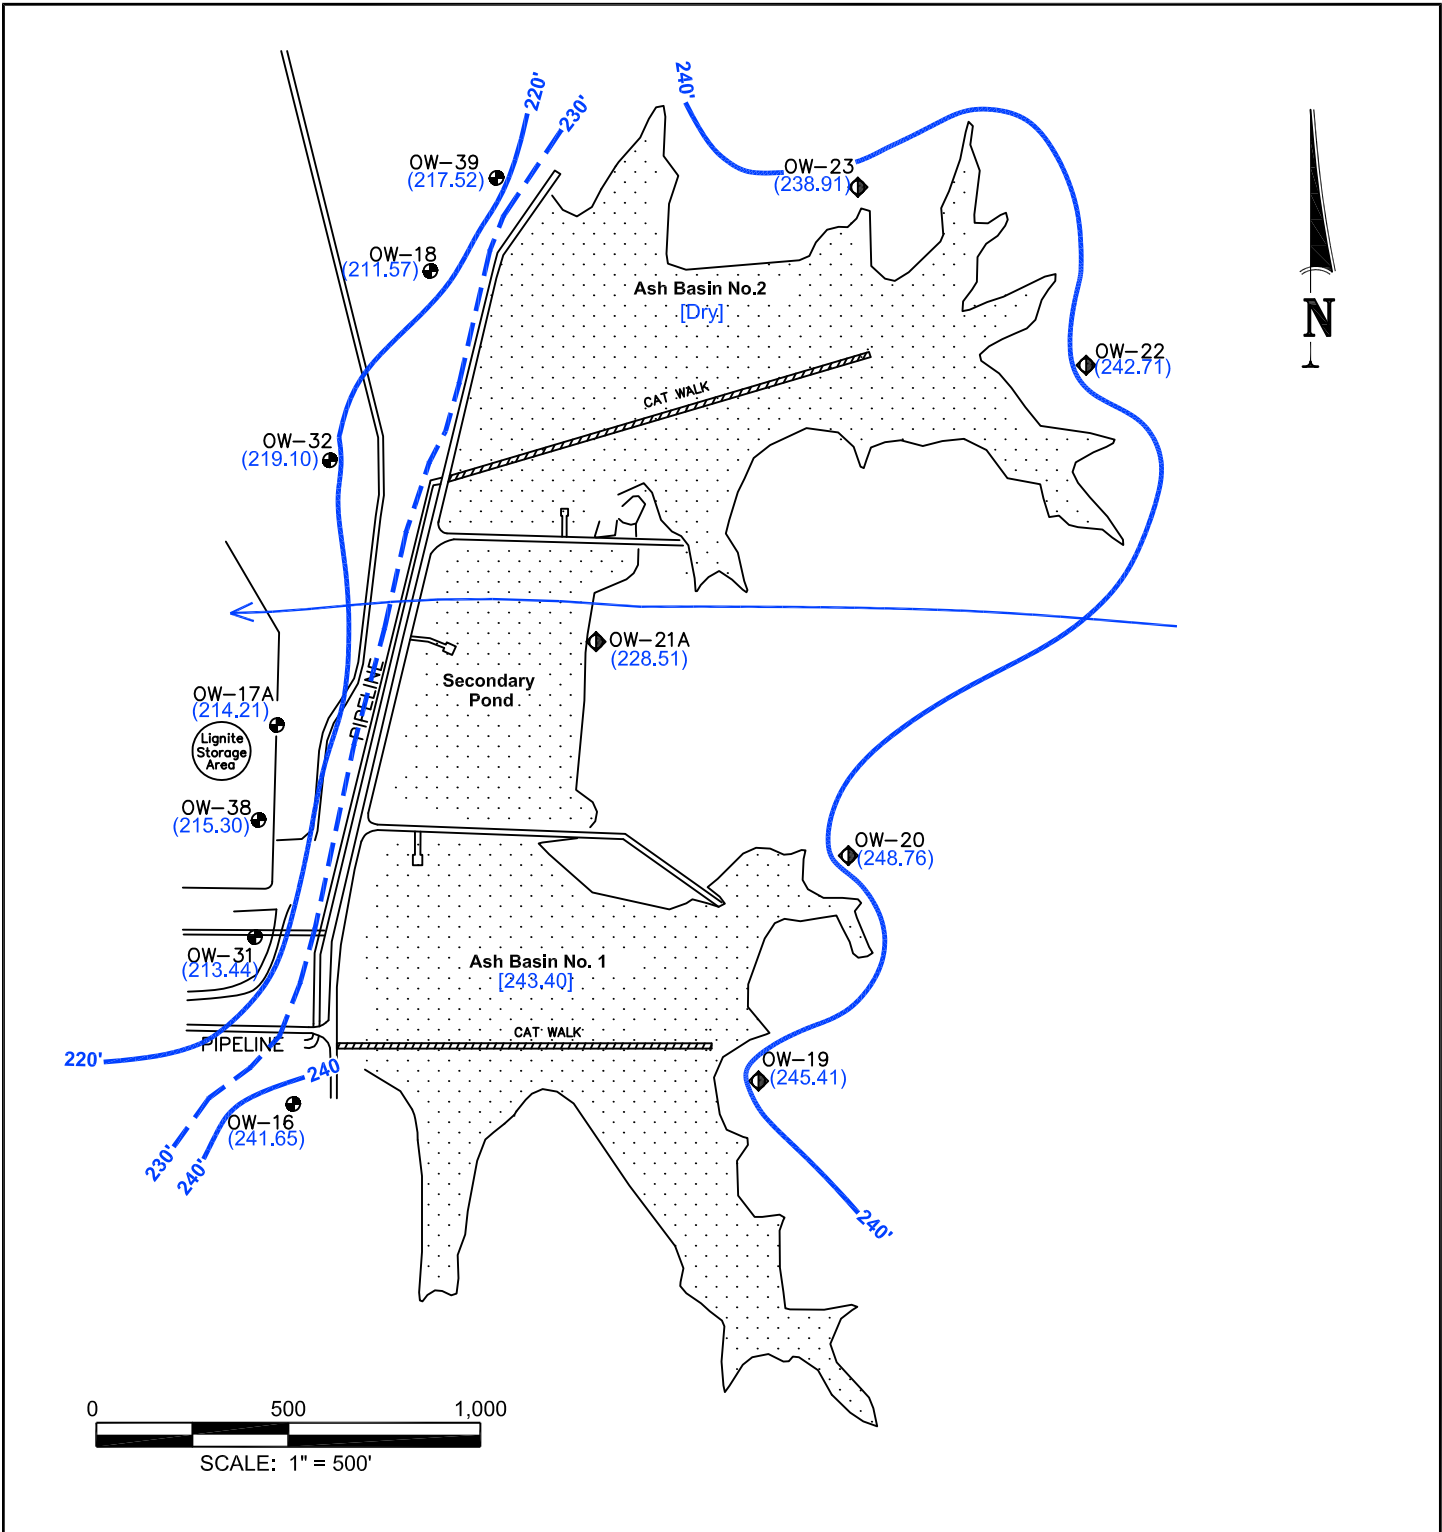 240'
220'
230'
OW-39
(217.52)
OW-23
(238.91)
OW-18
(211.57)
Ash Basin No.2
[Dry]
N
OW-22
(242.71)
CAT WALK
OW-32
(219.10)
OW-21A
(228.51)
PIPELINE
Secondary
Pond
OW-17A
(214.21)
Lignite
Storage
Area
OW-38
(215.30)
OW-20
(248.76)
OW-31
(213.44)
Ash Basin No. 1
[243.40]
CAT WALK
PIPELINE
220'
240
OW-19
(245.41)
OW-16
(241.65)
230'
240'
240'
0 500 1,000
SCALE: 1" = 500'